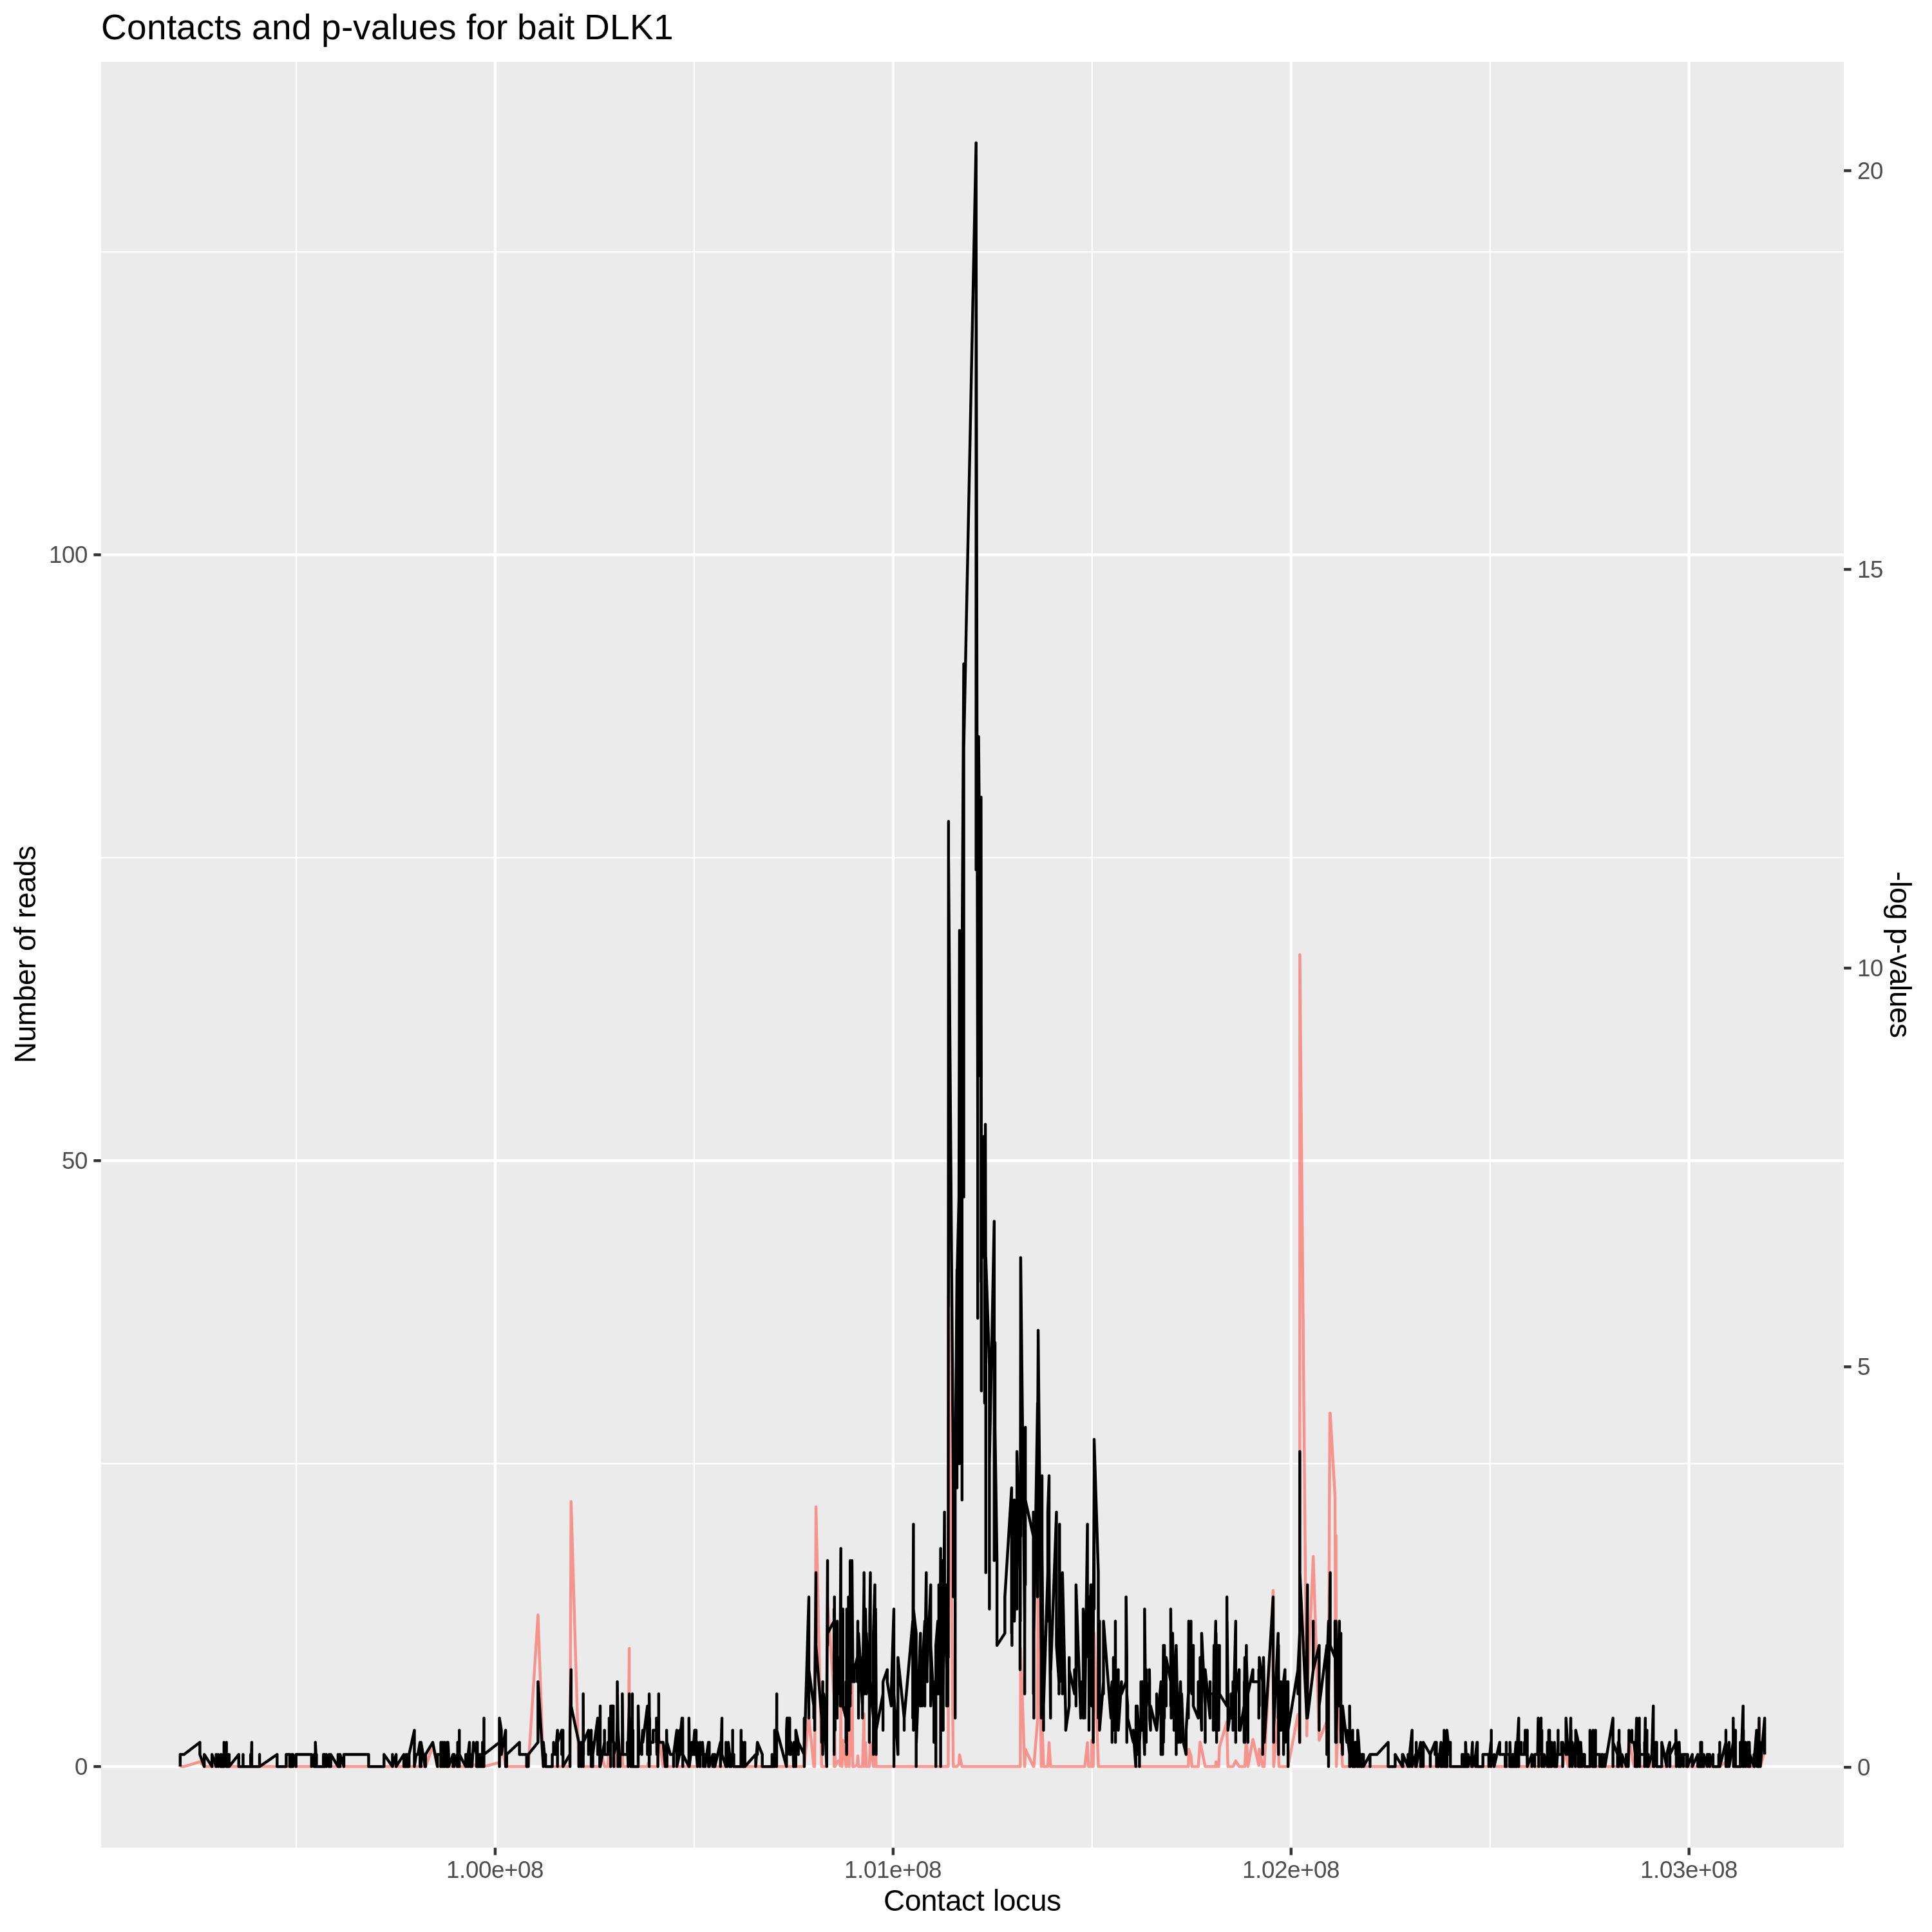 Contacts and p-values for bait DLK1
100
50
0
Number of reads
20
15
10
5
0
-log p-values
1.00e+08
1.01e+08
1.02e+08
1.03e+08
Contact locus